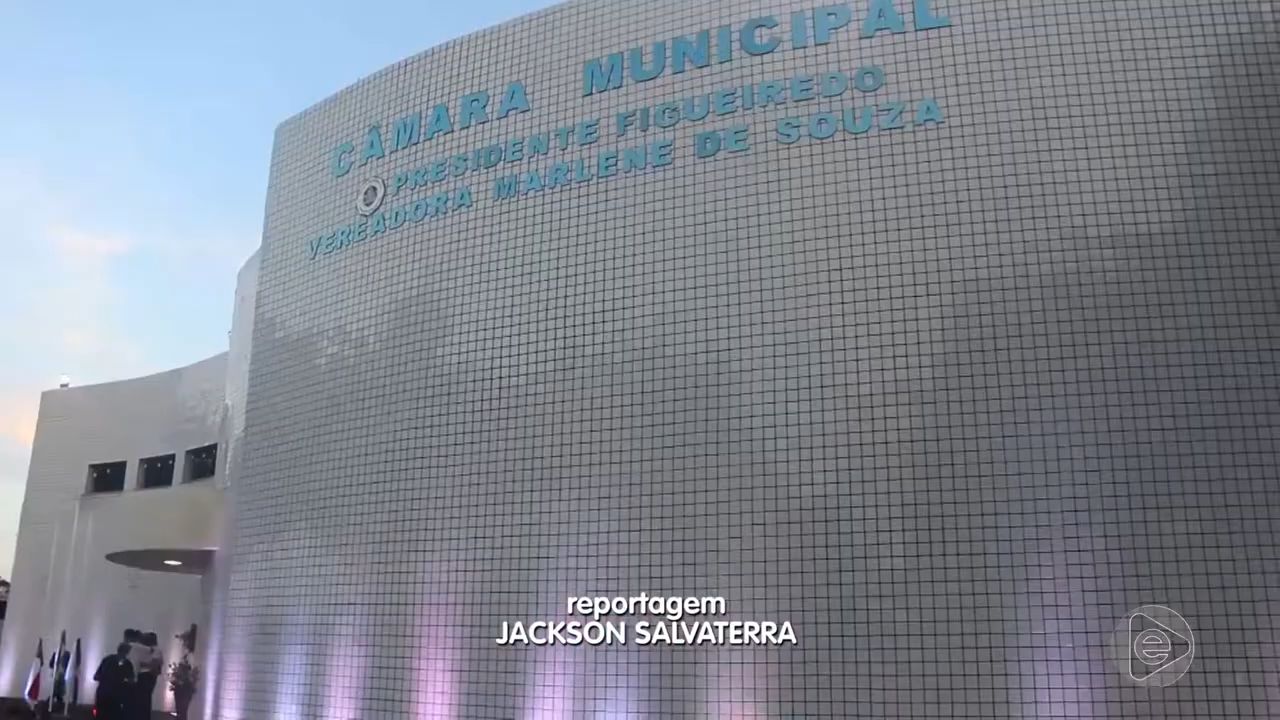 CÂMARA MUNICIPAL
PRESIDENTE FIGUEIREDO
VEREADORA MARLENE DE SOUZA
reportagem
JACKSON SALVATERRA
e